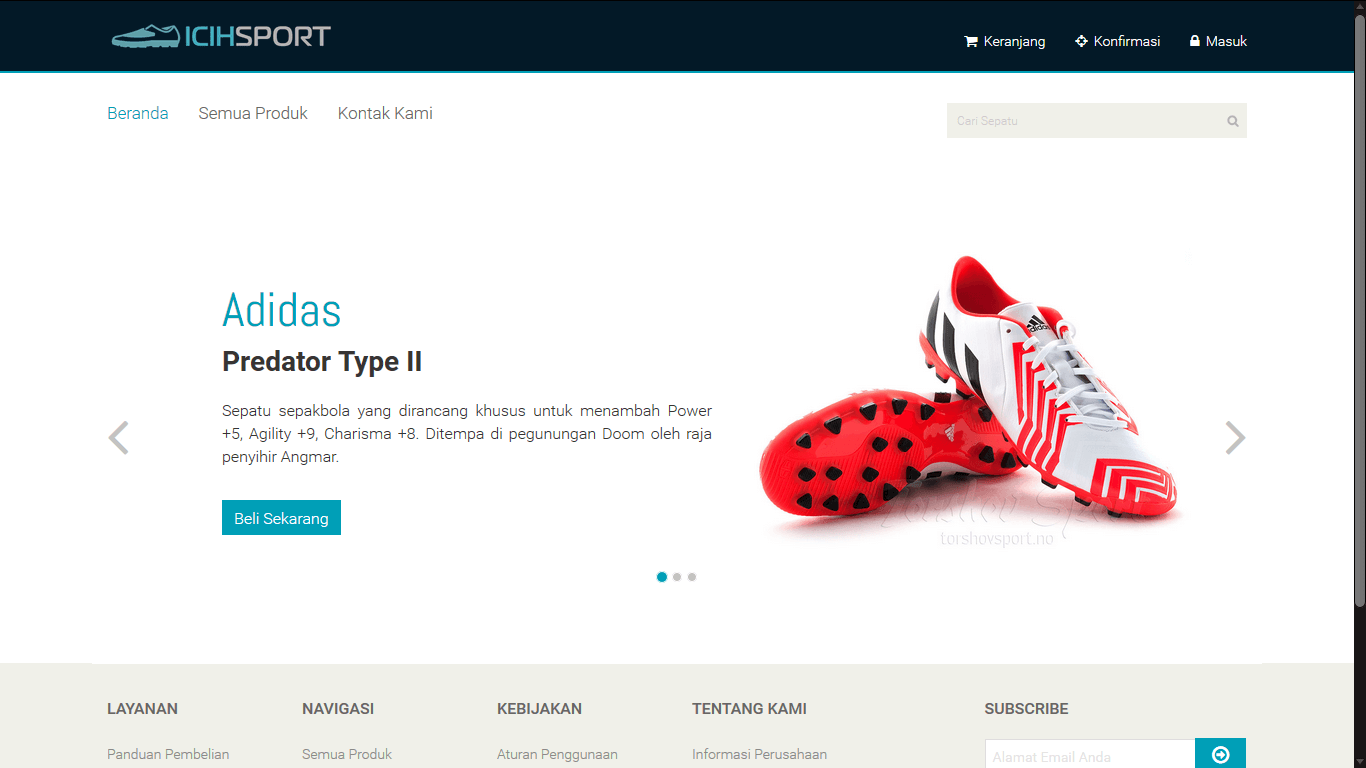 ICIHSPORT
Keranjang
Konfirmasi
Masuk
Beranda
Semua Produk
Kontak Kami
Cari Sepatu
Adidas
Predator Type II
Sepatu sepakbola yang dirancang khusus untuk menambah Power
+5, Agility +9, Charisma +8. Ditempa di pegunungan Doom oleh raja
penyihir Angmar.
Beli Sekarang
adidas
Torshov Sport
torshovsport.no
LAYANAN
NAVIGASI
KEBIJAKAN
TENTANG KAMI
SUBSCRIBE
Panduan Pembelian
Semua Produk
Aturan Penggunaan
Informasi Perusahaan
Alamat Email Anda